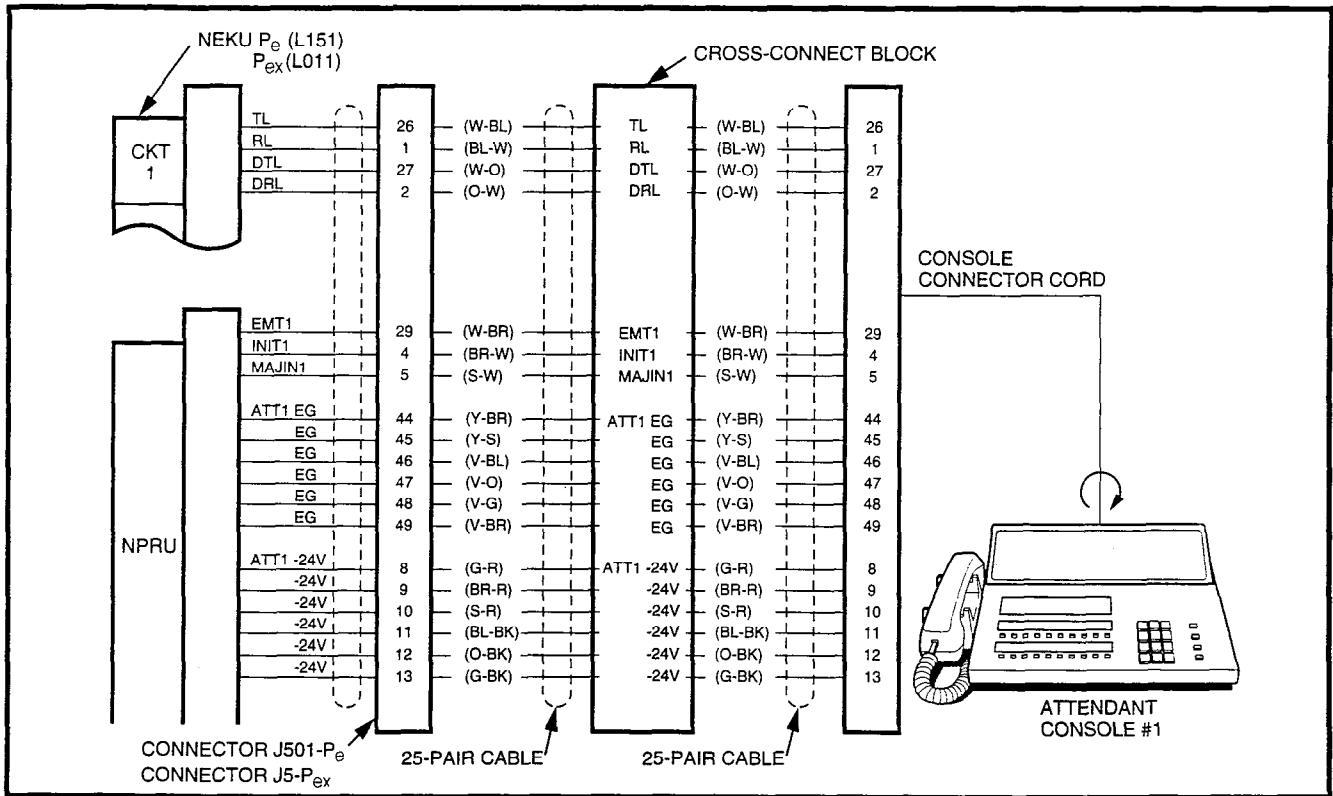 NEKU Pe (L151)
Pex (L011)
CROSS-CONNECT BLOCK
CKT
1
TL 26 (W-BL) TL (W-BL) 26
RL 1 (BL-W) RL (BL-W) 1
DTL 27 (W-O) DTL (W-O) 27
DRL 2 (O-W) DRL (O-W) 2
CONSOLE
CONNECTOR CORD
EMT1 29 (W-BR) EMT1 (W-BR) 29
INIT1 4 (BR-W) INIT1 (BR-W) 4
MAJIN1 5 (S-W) MAJIN1 (S-W) 5
ATT1 EG 44 (Y-BR) ATT1 EG (Y-BR) 44
EG 45 (Y-S) EG (Y-S) 45
EG 46 (V-BL) EG (V-BL) 46
EG 47 (V-O) EG (V-O) 47
EG 48 (V-G) EG (V-G) 48
EG 49 (V-BR) EG (V-BR) 49
NPRU
ATT1 -24V 8 (G-R) ATT1 -24V (G-R) 8
-24V 9 (BR-R) -24V (BR-R) 9
-24V 10 (S-R) -24V (S-R) 10
-24V 11 (BL-BK) -24V (BL-BK) 11
-24V 12 (O-BK) -24V (O-BK) 12
-24V 13 (G-BK) -24V (G-BK) 13
ATTENDANT
CONSOLE #1
CONNECTOR J501-Pe
CONNECTOR J5-Pex
25-PAIR CABLE
25-PAIR CABLE